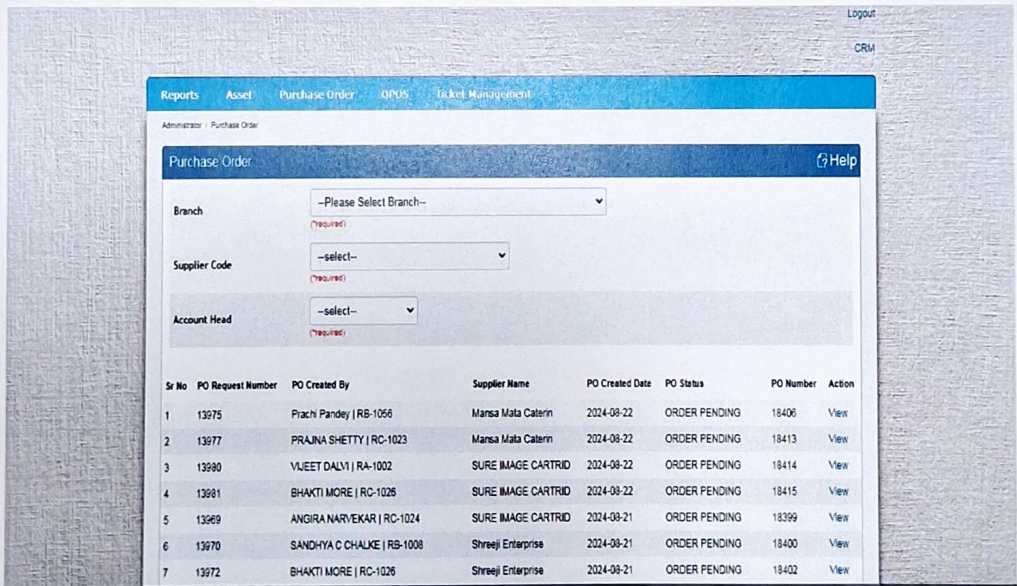 Logout
CRM
Reports Asset Purchase Order OPOS Ticket Management
Administrator / Purchase Order
Purchase Order Help
Branch --Please Select Branch--
(*required)
Supplier Code --select--
(*required)
Account Head --select--
(*required)
Sr No PO Request Number PO Created By Supplier Name PO Created Date PO Status PO Number Action
1 13975 Prachi Pandey | RB-1056 Mansa Mata Caterin 2024-08-22 ORDER PENDING 18406 View
2 13977 PRAJNA SHETTY | RC-1023 Mansa Mata Caterin 2024-08-22 ORDER PENDING 18413 View
3 13980 VIJEET DALVI | RA-1002 SURE IMAGE CARTRID 2024-08-22 ORDER PENDING 18414 View
4 13981 BHAKTI MORE | RC-1026 SURE IMAGE CARTRID 2024-08-22 ORDER PENDING 18415 View
5 13969 ANGIRA NARVEKAR | RC-1024 SURE IMAGE CARTRID 2024-08-21 ORDER PENDING 18399 View
6 13970 SANDHYA C CHALKE | RB-1008 Shreeji Enterprise 2024-08-21 ORDER PENDING 18400 View
7 13972 BHAKTI MORE | RC-1026 Shreeji Enterprise 2024-08-21 ORDER PENDING 18402 View